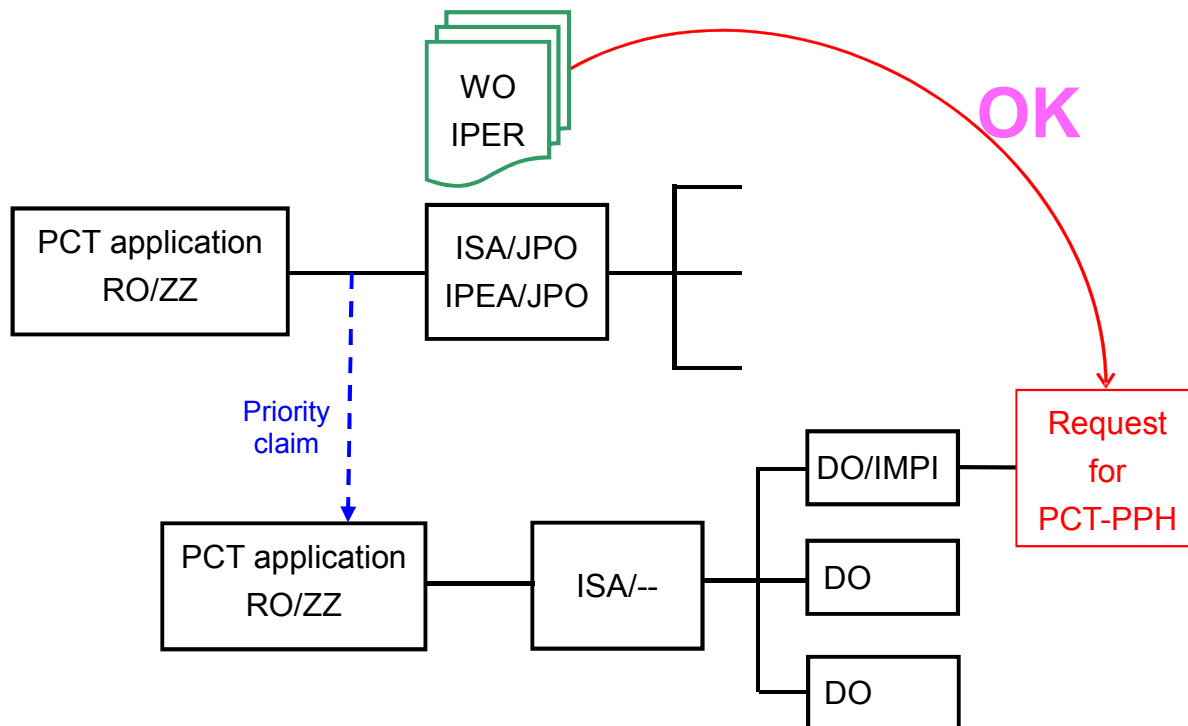 WO
IPER
OK
PCT application
RO/ZZ
ISA/JPO
IPEA/JPO
Priority
claim
Request
for
PCT-PPH
DO/IMPI
PCT application
RO/ZZ
ISA/--
DO
DO